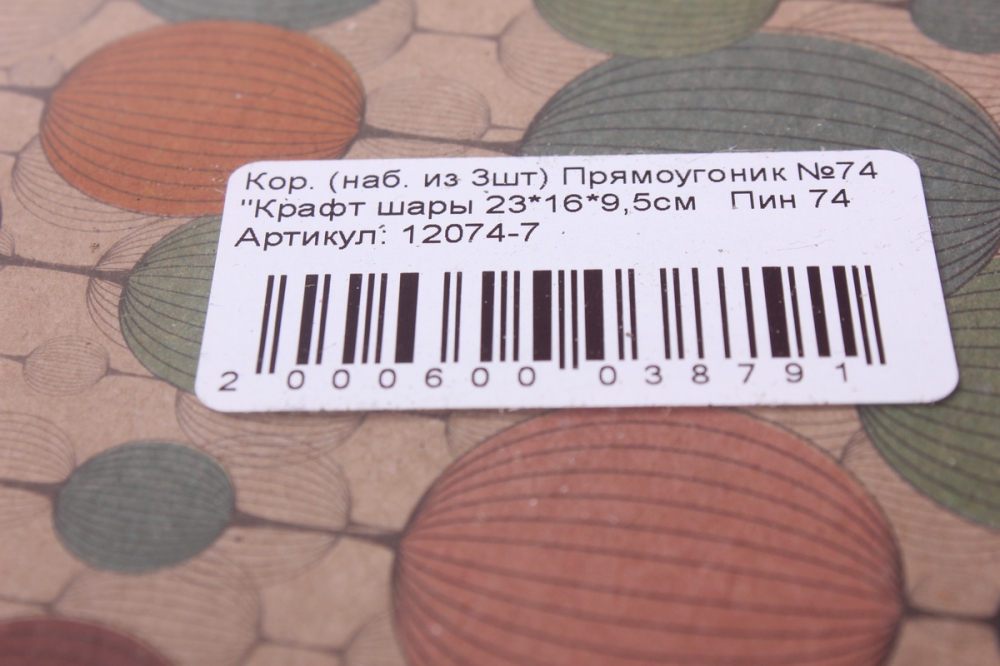 Кор. (наб. из 3шт) Прямоугоник №74
"Крафт шары 23*16*9,5см Пин 74
Артикул: 12074-7
2 000600 038791